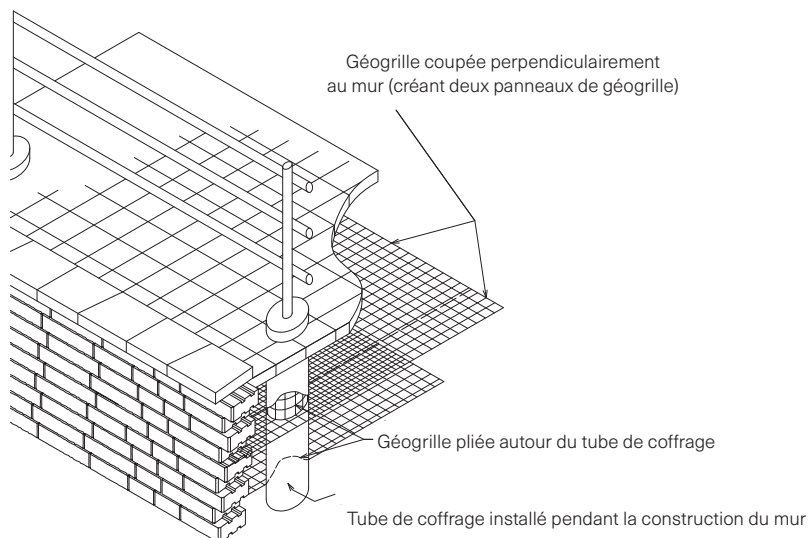 Géogrille coupée perpendiculairement
au mur (créant deux panneaux de géogrille)
Géogrille pliée autour du tube de coffrage
Tube de coffrage installé pendant la construction du mur